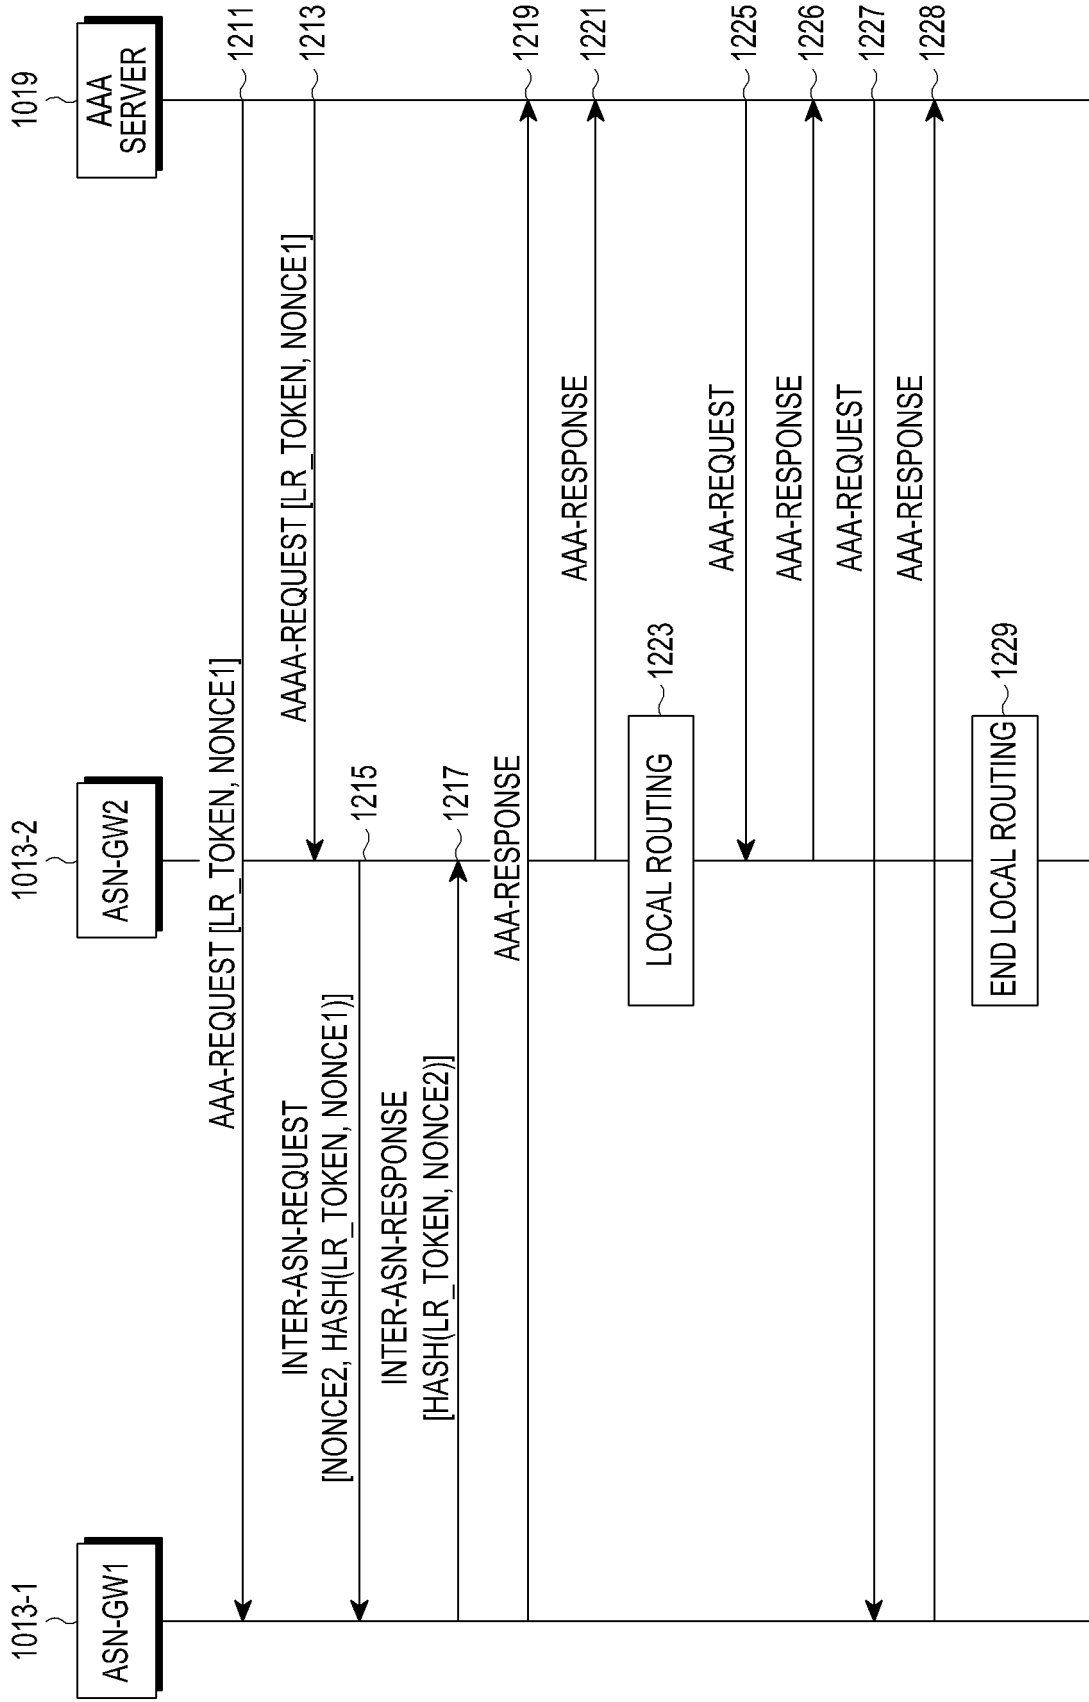 1013-1
ASN-GW1
1013-2
ASN-GW2
1019
AAA
SERVER
AAA-REQUEST [LR_TOKEN, NONCE1]
1211
AAAA-REQUEST [LR_TOKEN, NONCE1]
1213
INTER-ASN-REQUEST
[NONCE2, HASH(LR_TOKEN, NONCE1)]
1215
INTER-ASN-RESPONSE
[HASH(LR_TOKEN, NONCE2)]
1217
AAA-RESPONSE
1219
AAA-RESPONSE
1221
LOCAL ROUTING
1223
AAA-REQUEST
1225
AAA-RESPONSE
1226
AAA-REQUEST
1227
AAA-RESPONSE
1228
END LOCAL ROUTING
1229